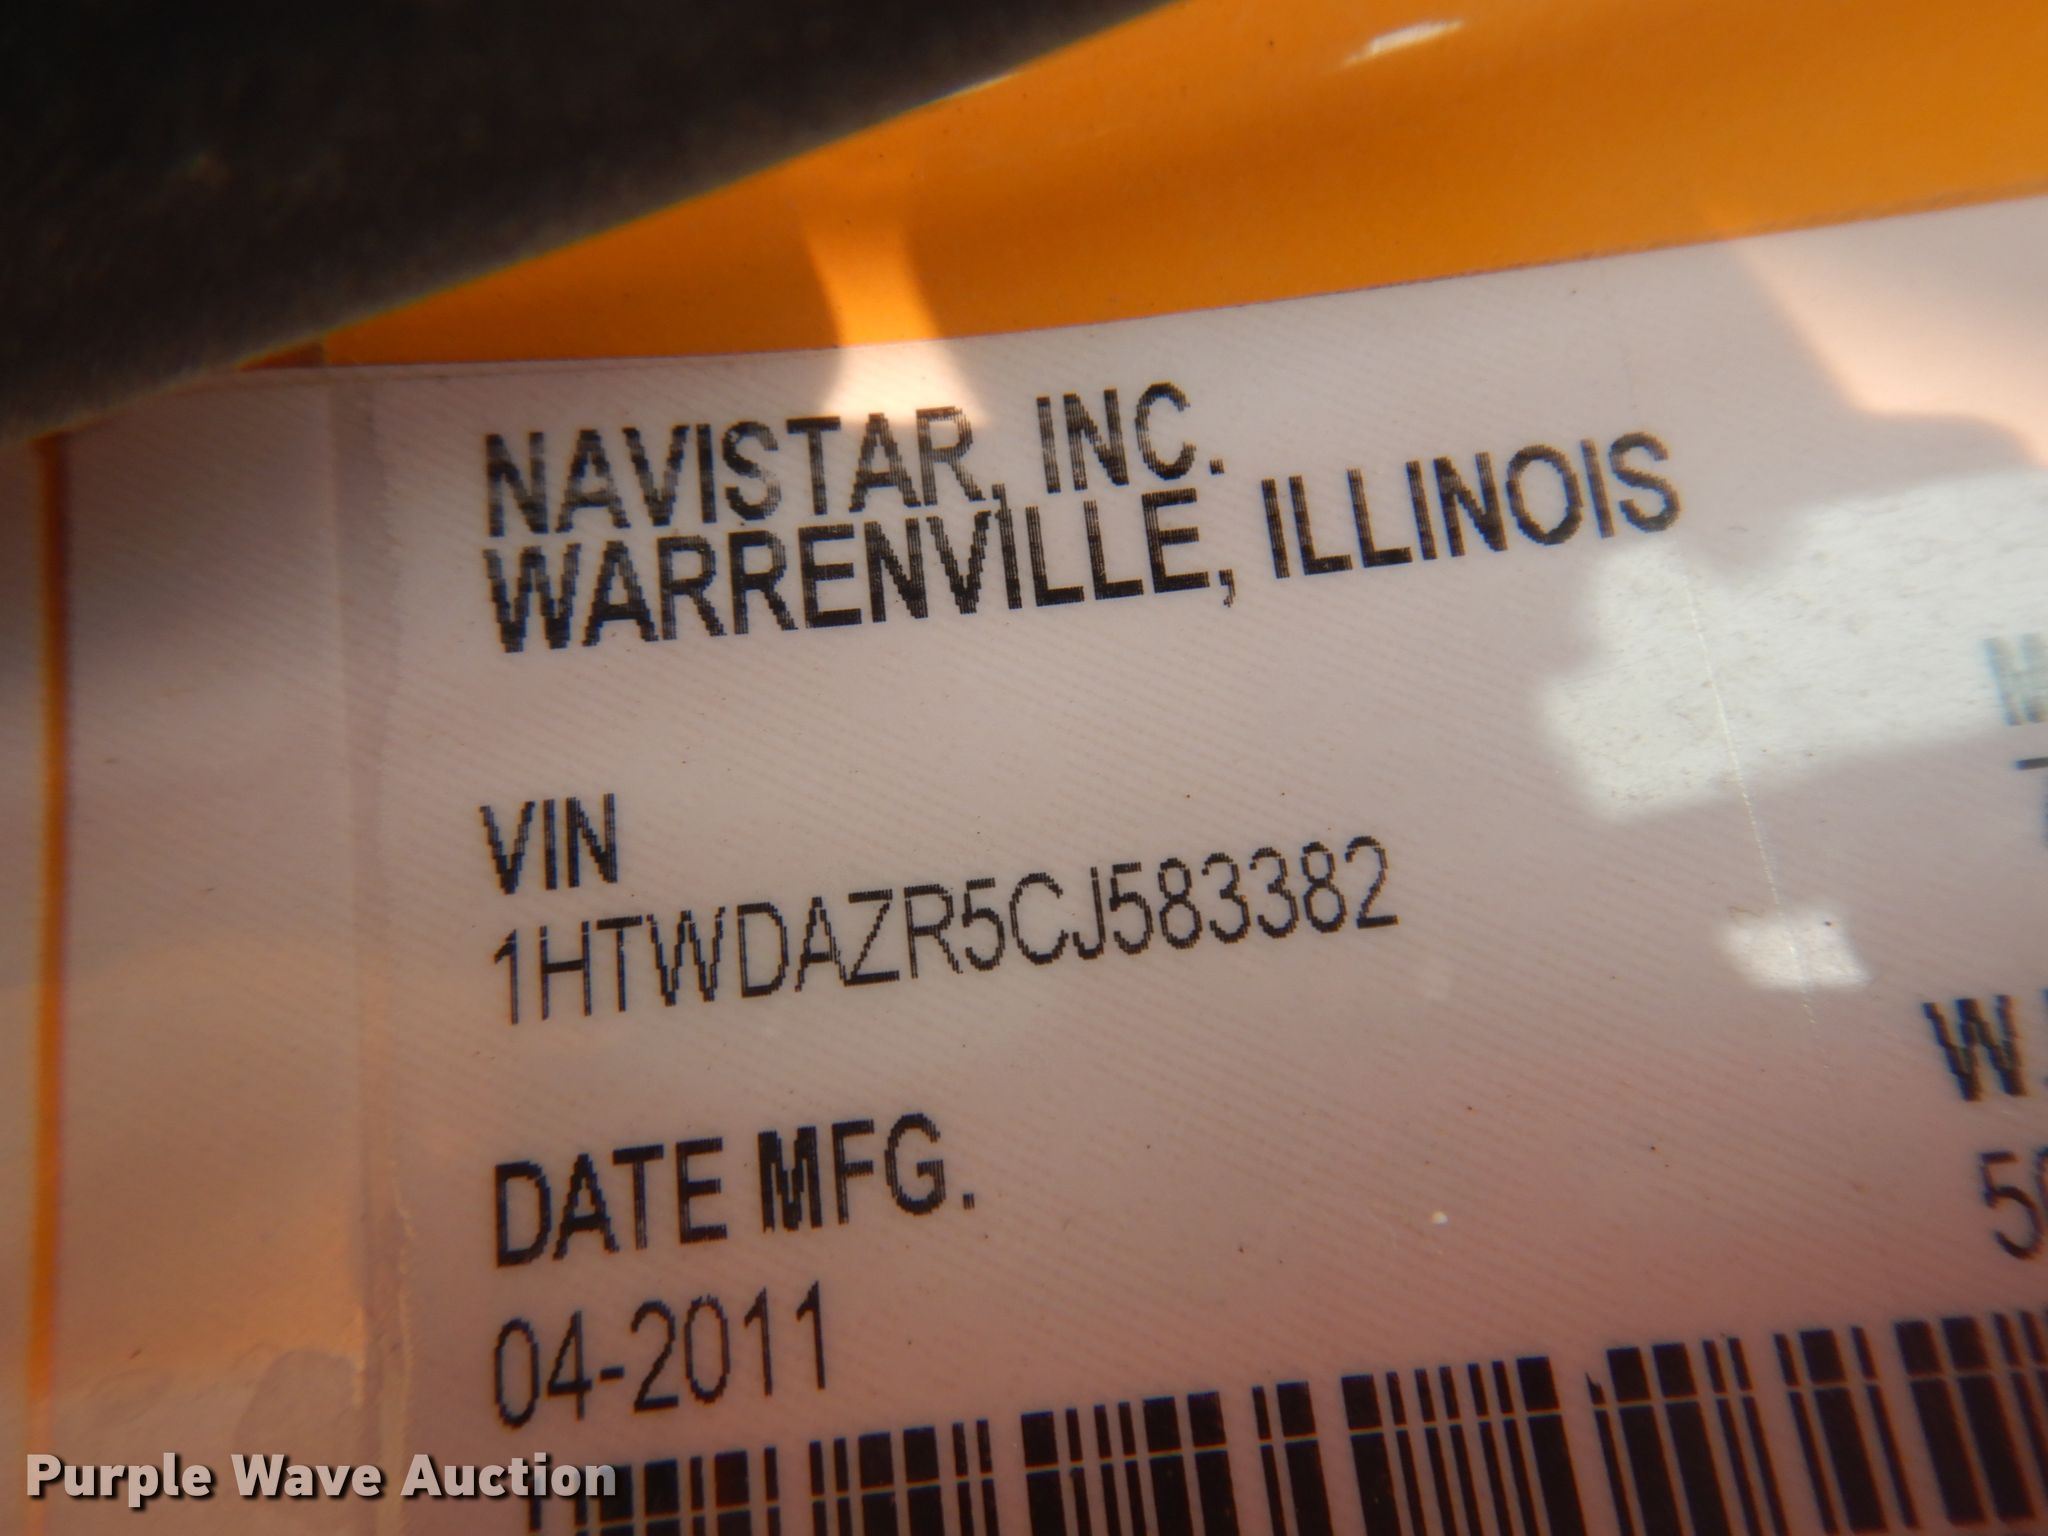 NAVISTAR, INC.
WARRENVILLE, ILLINOIS
VIN
1HTWDAZR5CJ583382
DATE MFG.
04-2011
Purple Wave Auction